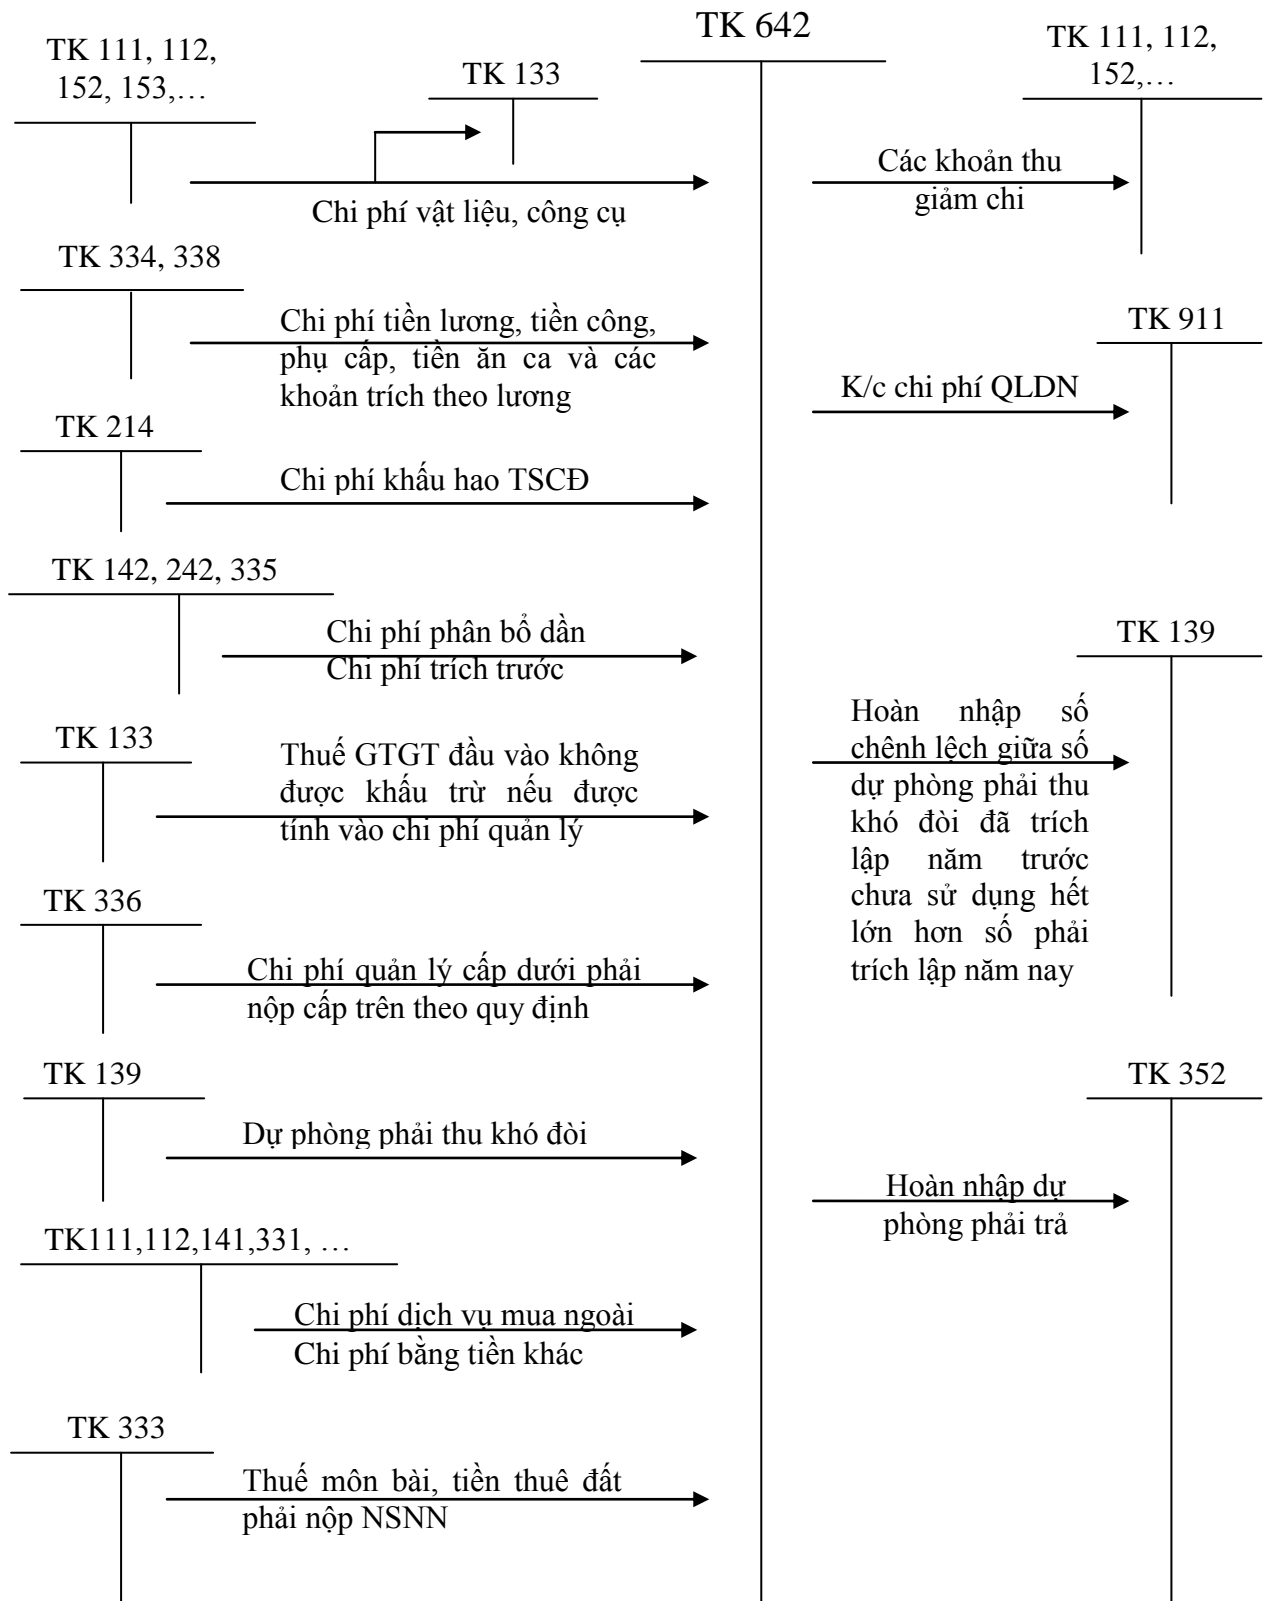 TK 642
TK 111, 112,
152, 153,…
TK 133
TK 111, 112,
152,…
Chi phí vật liệu, công cụ
Các khoản thu
giảm chi
TK 334, 338
Chi phí tiền lương, tiền công,
phụ cấp, tiền ăn ca và các
khoản trích theo lương
TK 911
K/c chi phí QLDN
TK 214
Chi phí khấu hao TSCĐ
TK 142, 242, 335
Chi phí phân bổ dần
Chi phí trích trước
TK 139
Hoàn nhập số
chênh lệch giữa số
dự phòng phải thu
khó đòi đã trích
lập năm trước
chưa sử dụng hết
lớn hơn số phải
trích lập năm nay
TK 133
Thuế GTGT đầu vào không
được khấu trừ nếu được
tính vào chi phí quản lý
TK 336
Chi phí quản lý cấp dưới phải
nộp cấp trên theo quy định
TK 139
Dự phòng phải thu khó đòi
TK 352
Hoàn nhập dự
phòng phải trả
TK111,112,141,331, …
Chi phí dịch vụ mua ngoài
Chi phí bằng tiền khác
TK 333
Thuế môn bài, tiền thuê đất
phải nộp NSNN